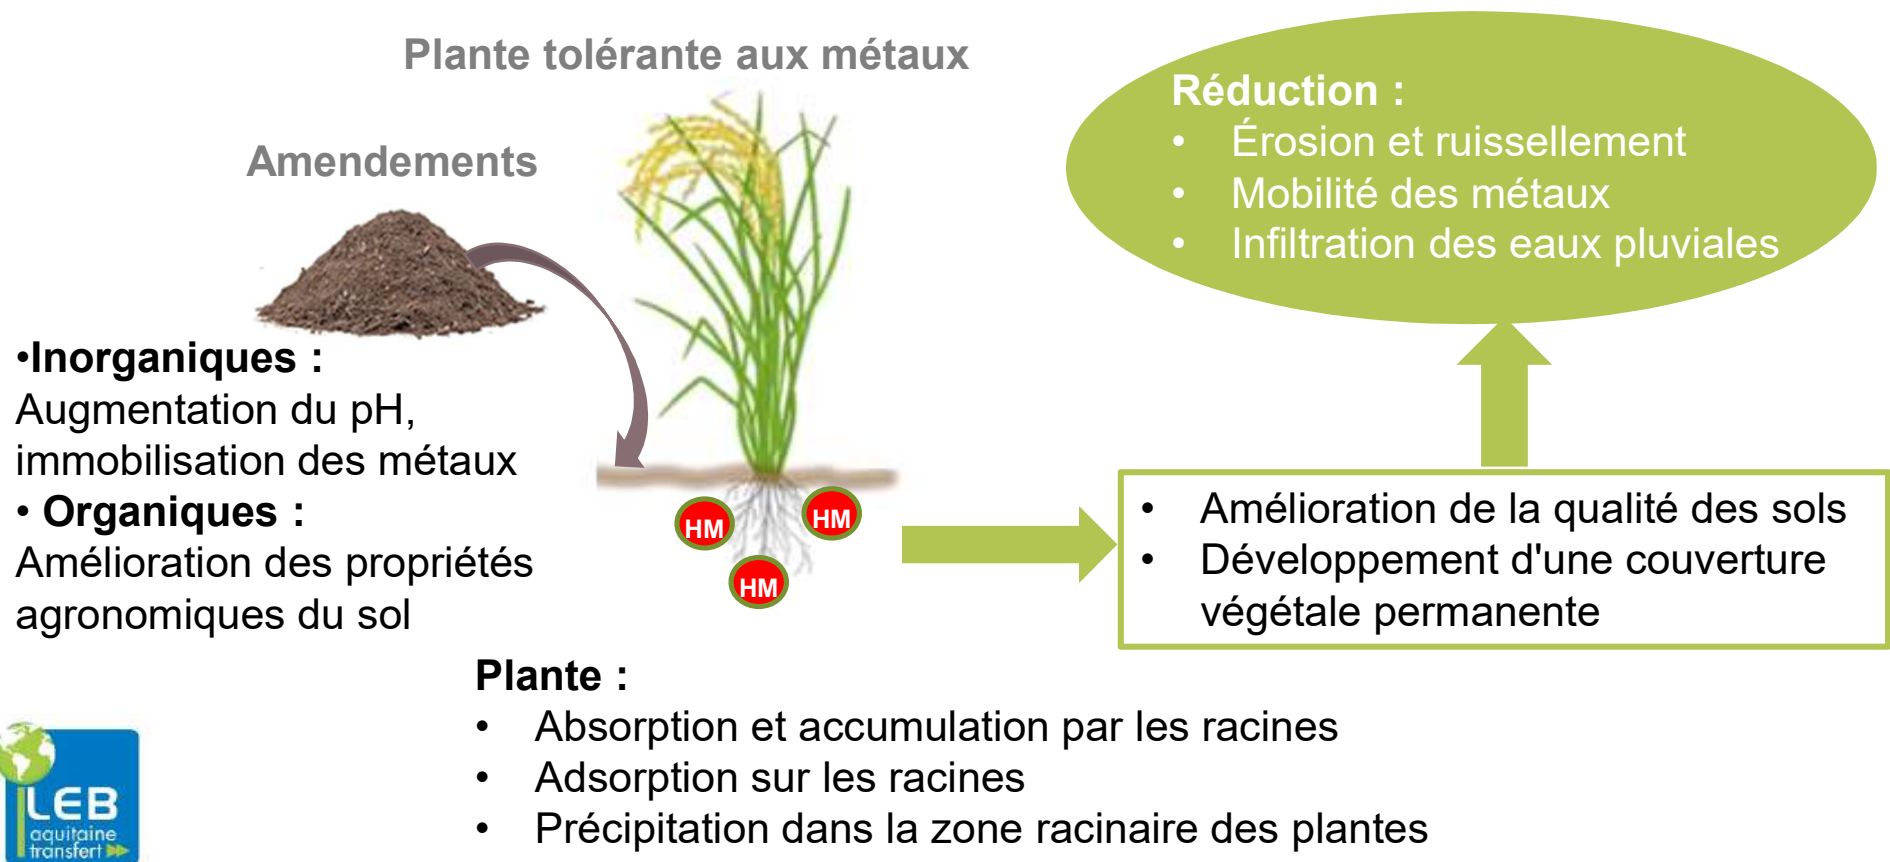 Plante tolérante aux métaux
Amendements
•Inorganiques :
Augmentation du pH,
immobilisation des métaux
• Organiques :
Amélioration des propriétés
agronomiques du sol
HM
HM
HM
Plante :
• Absorption et accumulation par les racines
• Adsorption sur les racines
• Précipitation dans la zone racinaire des plantes
• Amélioration de la qualité des sols
• Développement d'une couverture
végétale permanente
Réduction :
• Érosion et ruissellement
• Mobilité des métaux
• Infiltration des eaux pluviales
LEB
aquitaine
transfert